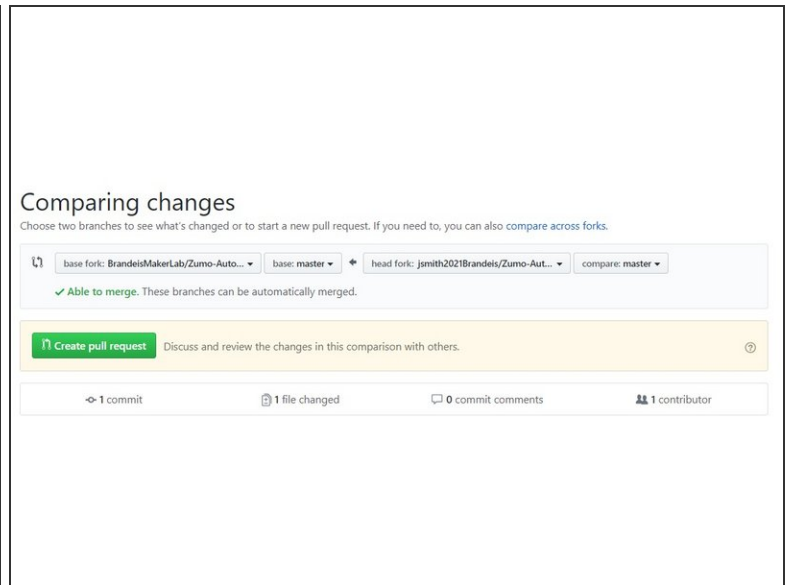 Comparing changes
Choose two branches to see what's changed or to start a new pull request. If you need to, you can also compare across forks.
base fork: BrandeisMakerLab/Zumo-Auto... base: master head fork: jsmith2021Brandeis/Zumo-Aut... compare: master
Able to merge. These branches can be automatically merged.
Create pull request Discuss and review the changes in this comparison with others.
1 commit 1 file changed 0 commit comments 1 contributor